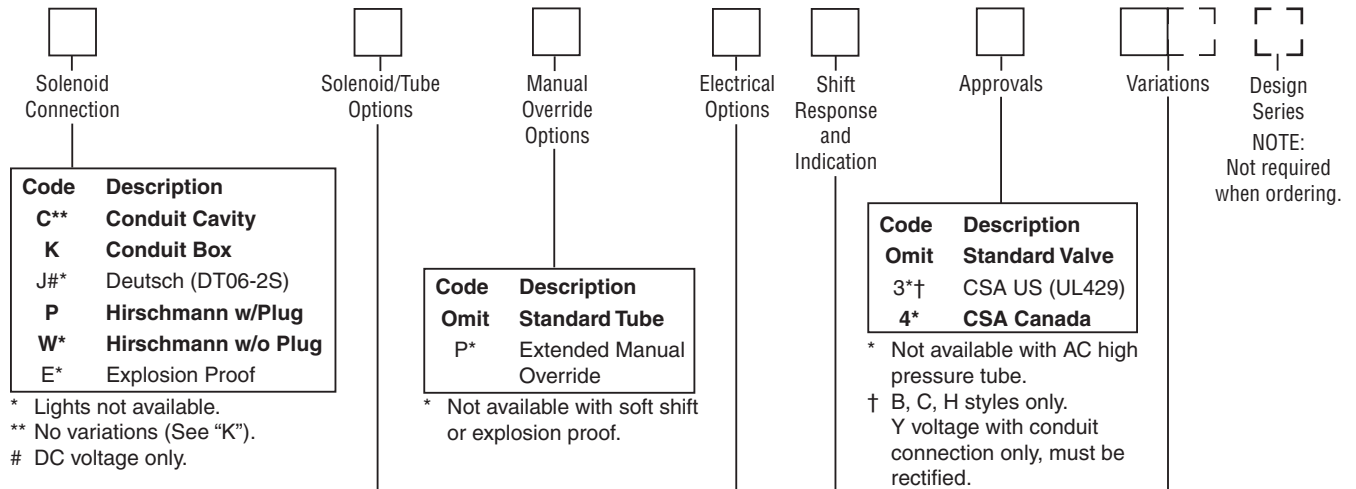 Solenoid
Connection
Solenoid/Tube
Options
Manual
Override
Options
Electrical
Options
Shift
Response
and
Indication
Approvals
Variations
Design
Series
NOTE:
Not required
when ordering.
Code Description
C** Conduit Cavity
K Conduit Box
J#* Deutsch (DT06-2S)
P Hirschmann w/Plug
W* Hirschmann w/o Plug
E* Explosion Proof
* Lights not available.
** No variations (See “K”).
# DC voltage only.
Code Description
Omit Standard Tube
P* Extended Manual
Override
* Not available with soft shift
or explosion proof.
Code Description
Omit Standard Valve
3*† CSA US (UL429)
4* CSA Canada
* Not available with AC high
pressure tube.
† B, C, H styles only.
Y voltage with conduit
connection only, must be
rectified.